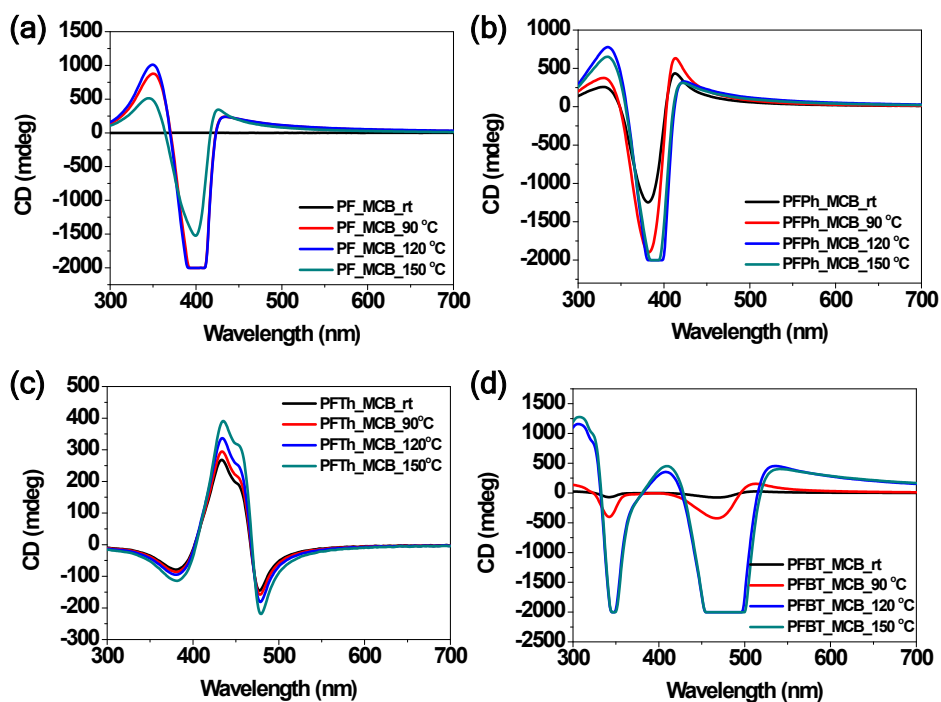 (a)
1500
1000
500
0
-500
-1000
-1500
-2000
CD (mdeg)
PF_MCB_rt
PF_MCB_90 °C
PF_MCB_120 °C
PF_MCB_150 °C
300 400 500 600 700
Wavelength (nm)
(b)
1000
500
0
-500
-1000
-1500
-2000
CD (mdeg)
PFPh_MCB_rt
PFPh_MCB_90 °C
PFPh_MCB_120 °C
PFPh_MCB_150 °C
300 400 500 600 700
Wavelength (nm)
(c)
500
400
300
200
100
0
-100
-200
-300
CD (mdeg)
PFTh_MCB_rt
PFTh_MCB_90°C
PFTh_MCB_120°C
PFTh_MCB_150°C
300 400 500 600 700
Wavelength (nm)
(d)
1500
1000
500
0
-500
-1000
-1500
-2000
-2500
CD (mdeg)
PFBT_MCB_rt
PFBT_MCB_90 °C
PFBT_MCB_120 °C
PFBT_MCB_150 °C
300 400 500 600 700
Wavelength (nm)